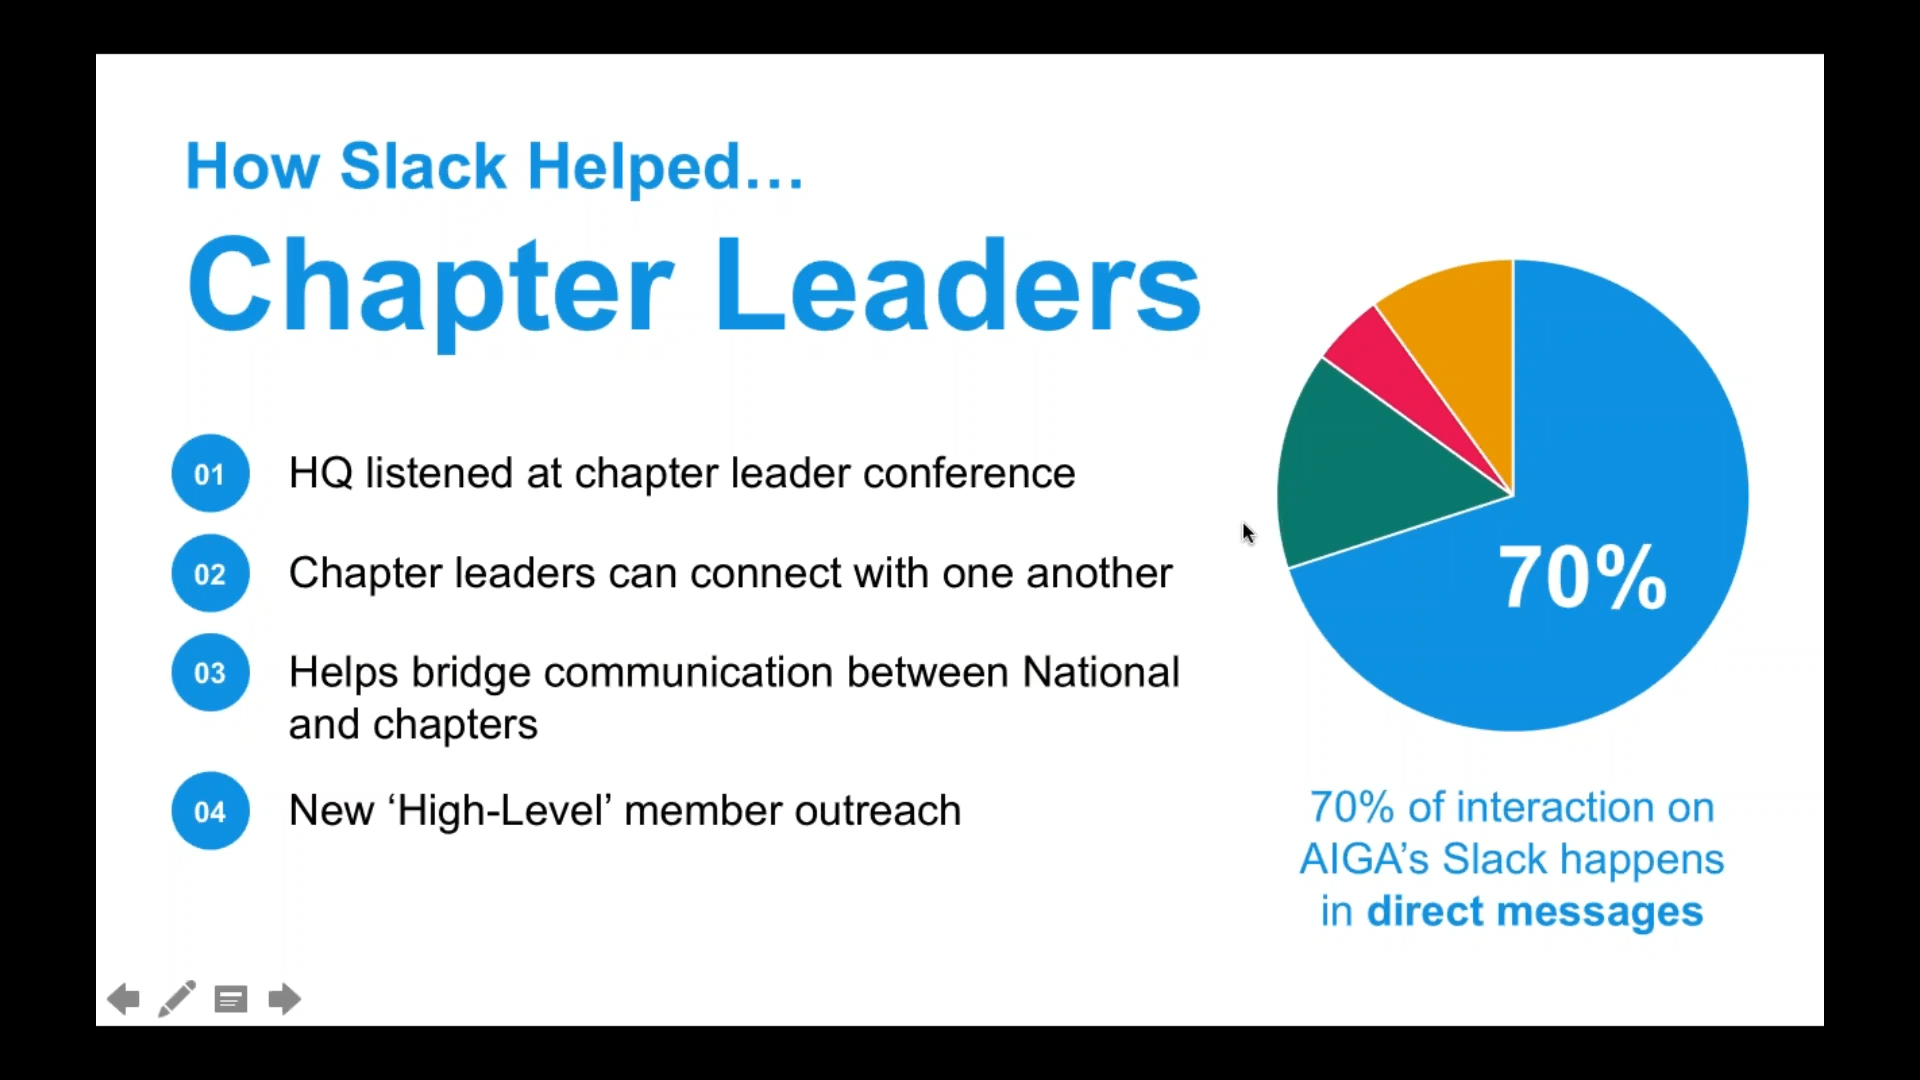 How Slack Helped…
Chapter Leaders
01 HQ listened at chapter leader conference
02 Chapter leaders can connect with one another
03 Helps bridge communication between National
and chapters
04 New ‘High-Level’ member outreach
70%
70% of interaction on
AIGA’s Slack happens
in direct messages